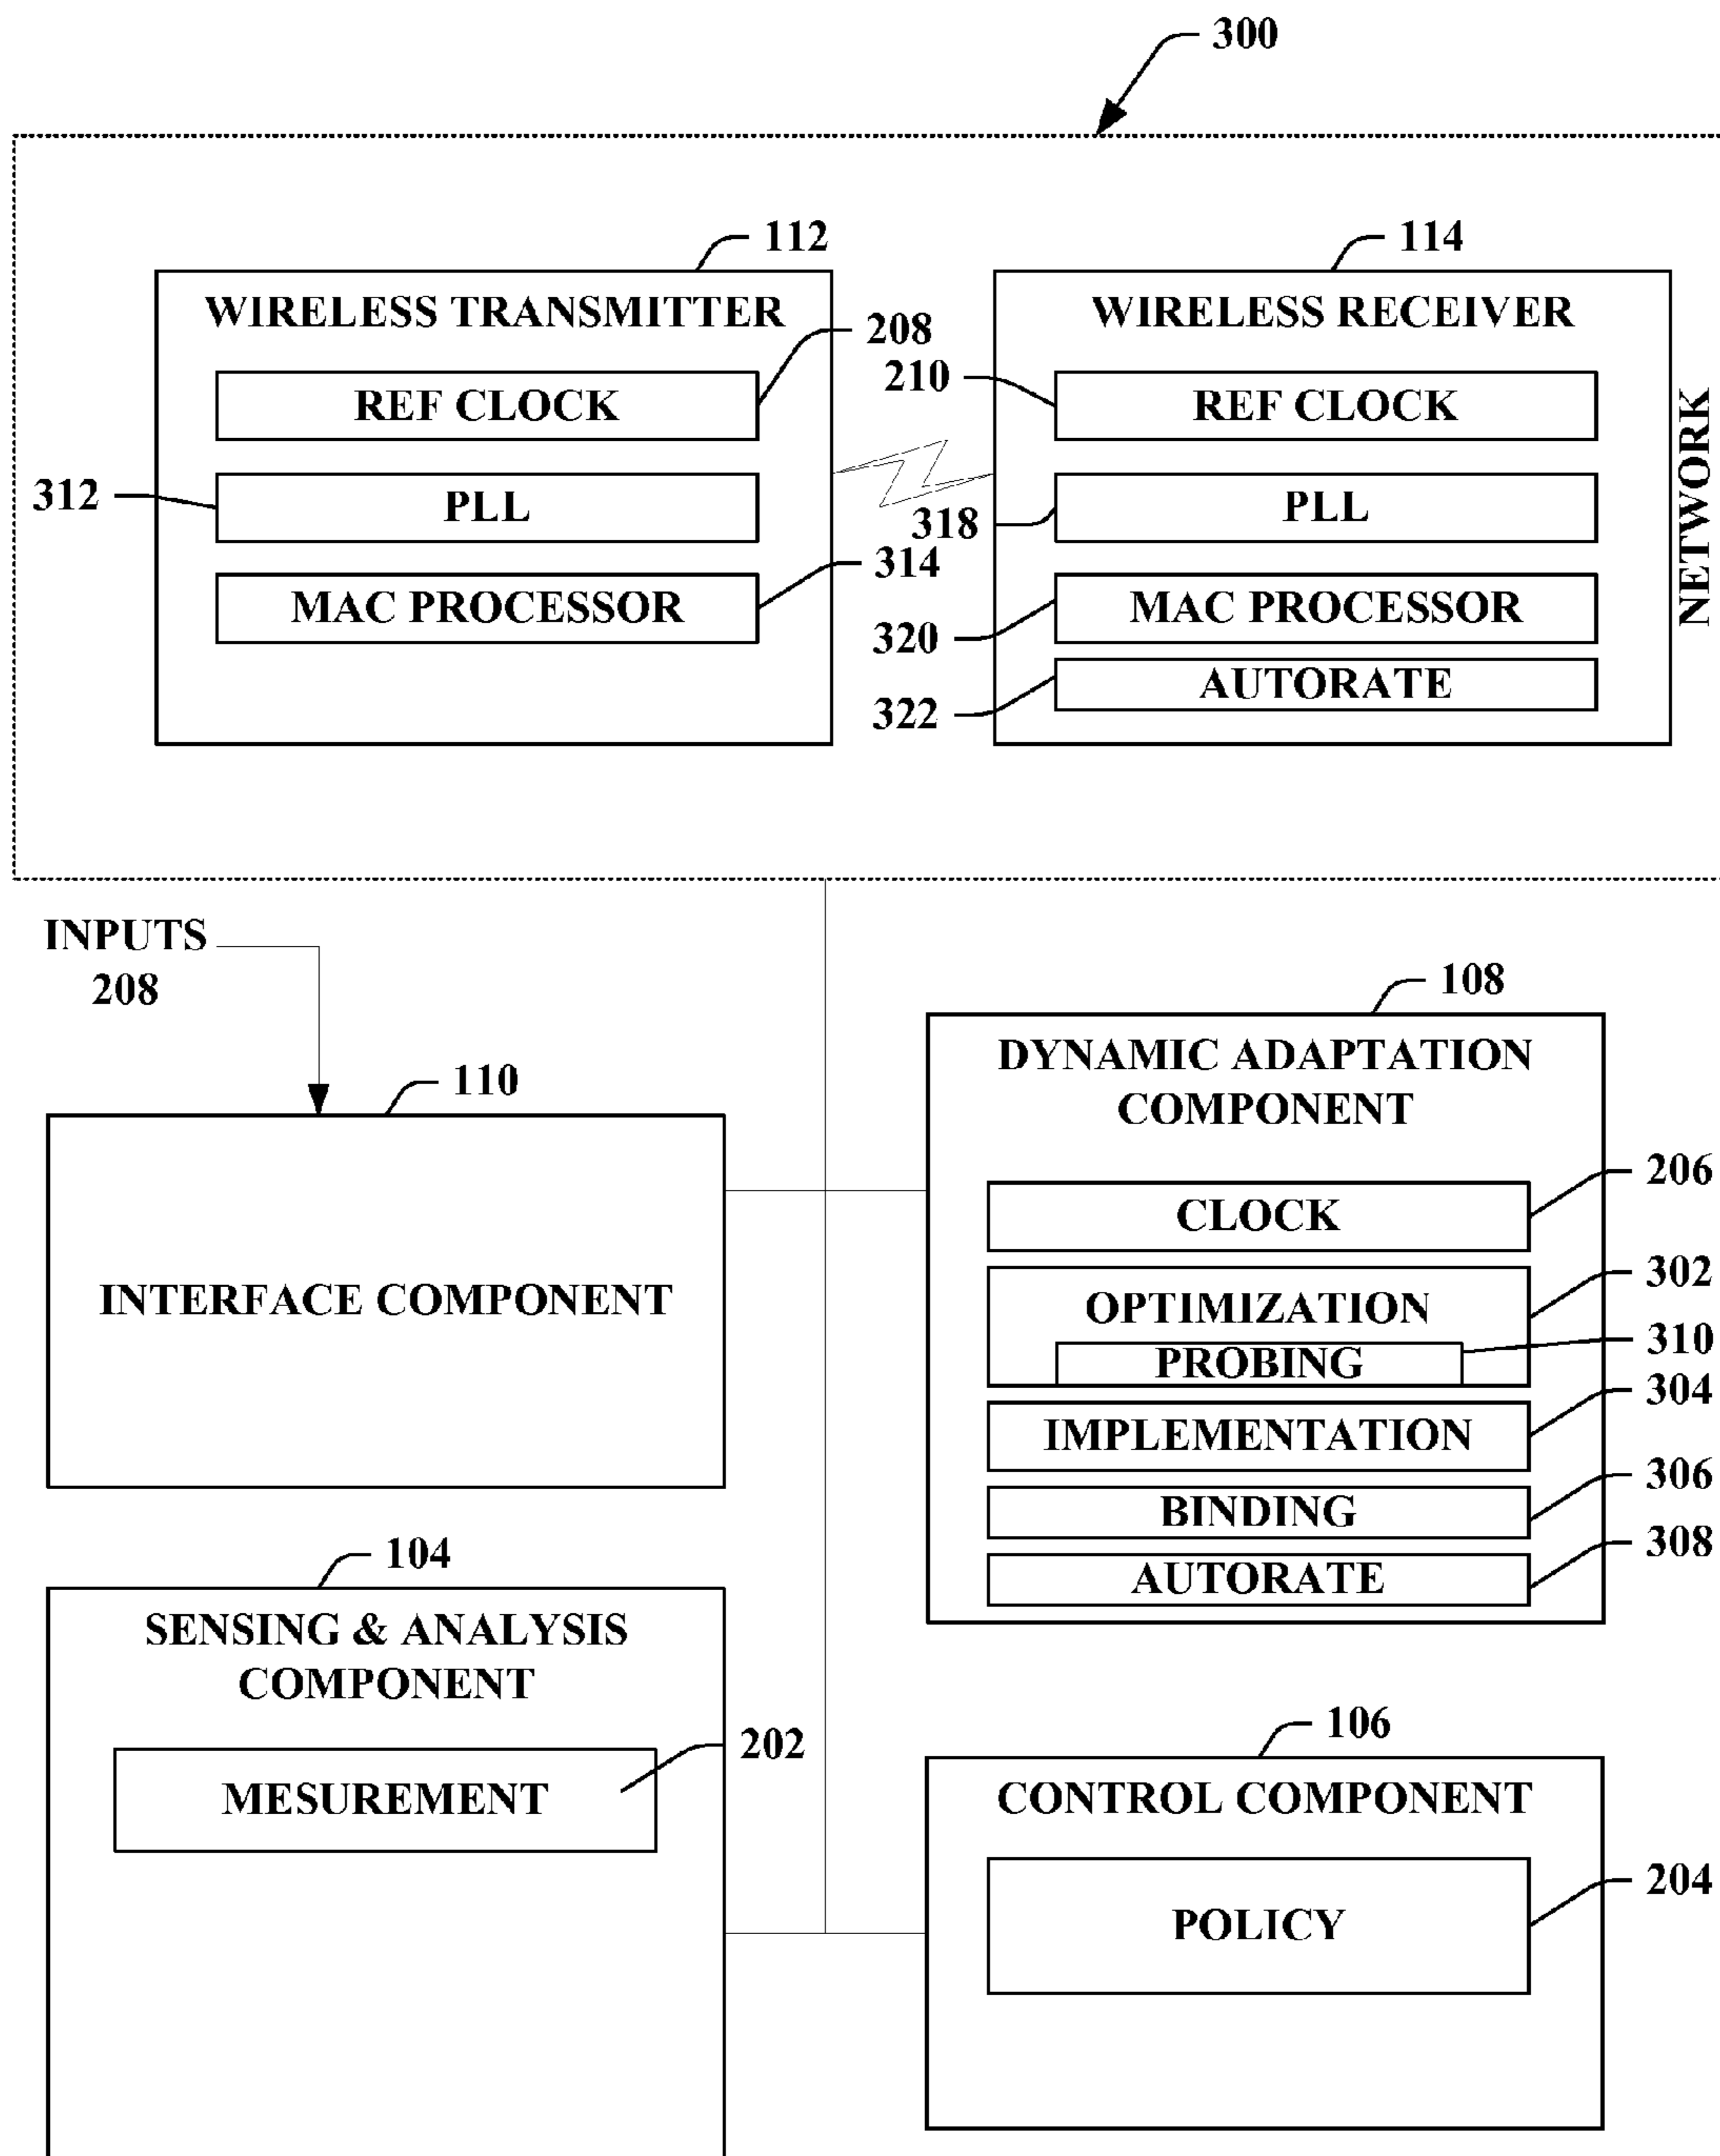 300
112
114
WIRELESS TRANSMITTER
WIRELESS RECEIVER
208
210
REF CLOCK
REF CLOCK
312
PLL
318
PLL
314
MAC PROCESSOR
320
MAC PROCESSOR
322
AUTORATE
NETWORK
INPUTS
208
110
INTERFACE COMPONENT
108
DYNAMIC ADAPTATION
COMPONENT
206
CLOCK
302
OPTIMIZATION
310
PROBING
304
IMPLEMENTATION
306
BINDING
308
AUTORATE
104
SENSING & ANALYSIS
COMPONENT
202
MESUREMENT
106
CONTROL COMPONENT
204
POLICY